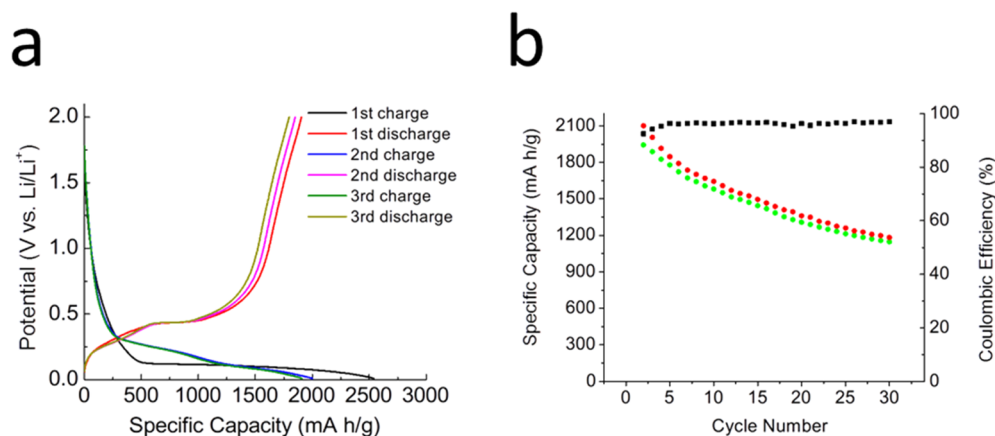 a
2.0
1.5
1.0
0.5
0.0
Potential (V vs. Li/Li⁺)
1st charge
1st discharge
2nd charge
2nd discharge
3rd charge
3rd discharge
0 500 1000 1500 2000 2500 3000
Specific Capacity (mA h/g)
b
2100
1800
1500
1200
900
600
300
0
Specific Capacity (mA h/g)
100
80
60
40
20
0
Coulombic Efficiency (%)
0 5 10 15 20 25 30
Cycle Number